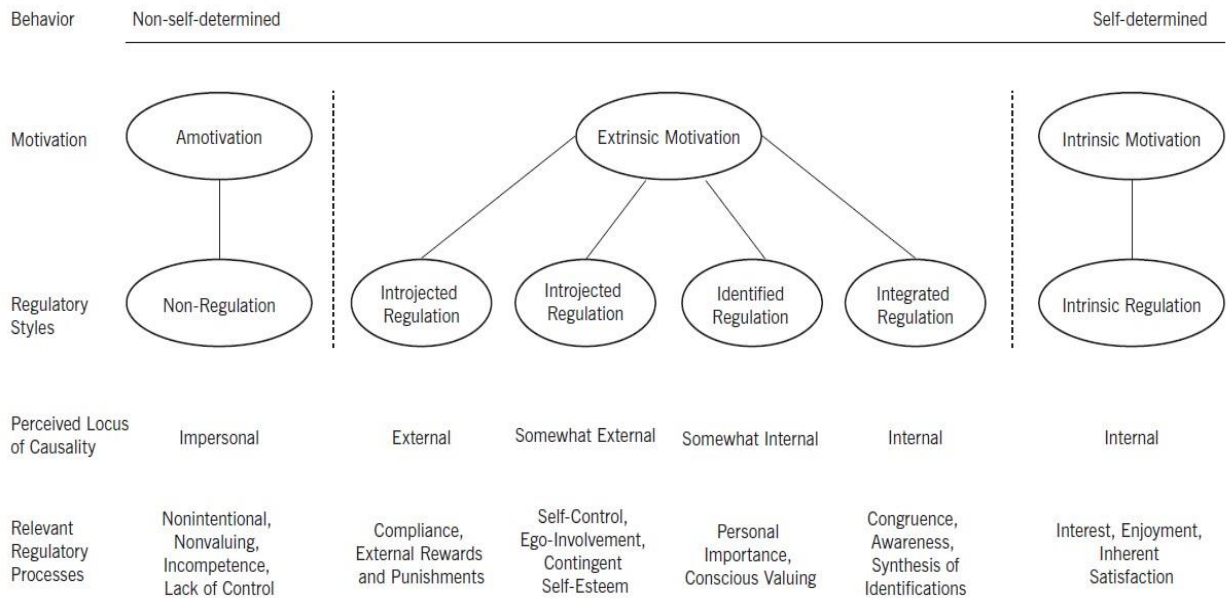 Behavior
Non-self-determined
Self-determined
Motivation
Amotivation
Extrinsic Motivation
Intrinsic Motivation
Regulatory
Styles
Non-Regulation
Introjected
Regulation
Introjected
Regulation
Identified
Regulation
Integrated
Regulation
Intrinsic Regulation
Perceived Locus
of Causality
Impersonal
External
Somewhat External
Somewhat Internal
Internal
Internal
Relevant
Regulatory
Processes
Nonintentional,
Nonvaluing,
Incompetence,
Lack of Control
Compliance,
External Rewards
and Punishments
Self-Control,
Ego-Involvement,
Contingent
Self-Esteem
Personal
Importance,
Conscious Valuing
Congruence,
Awareness,
Synthesis of
Identifications
Interest, Enjoyment,
Inherent
Satisfaction